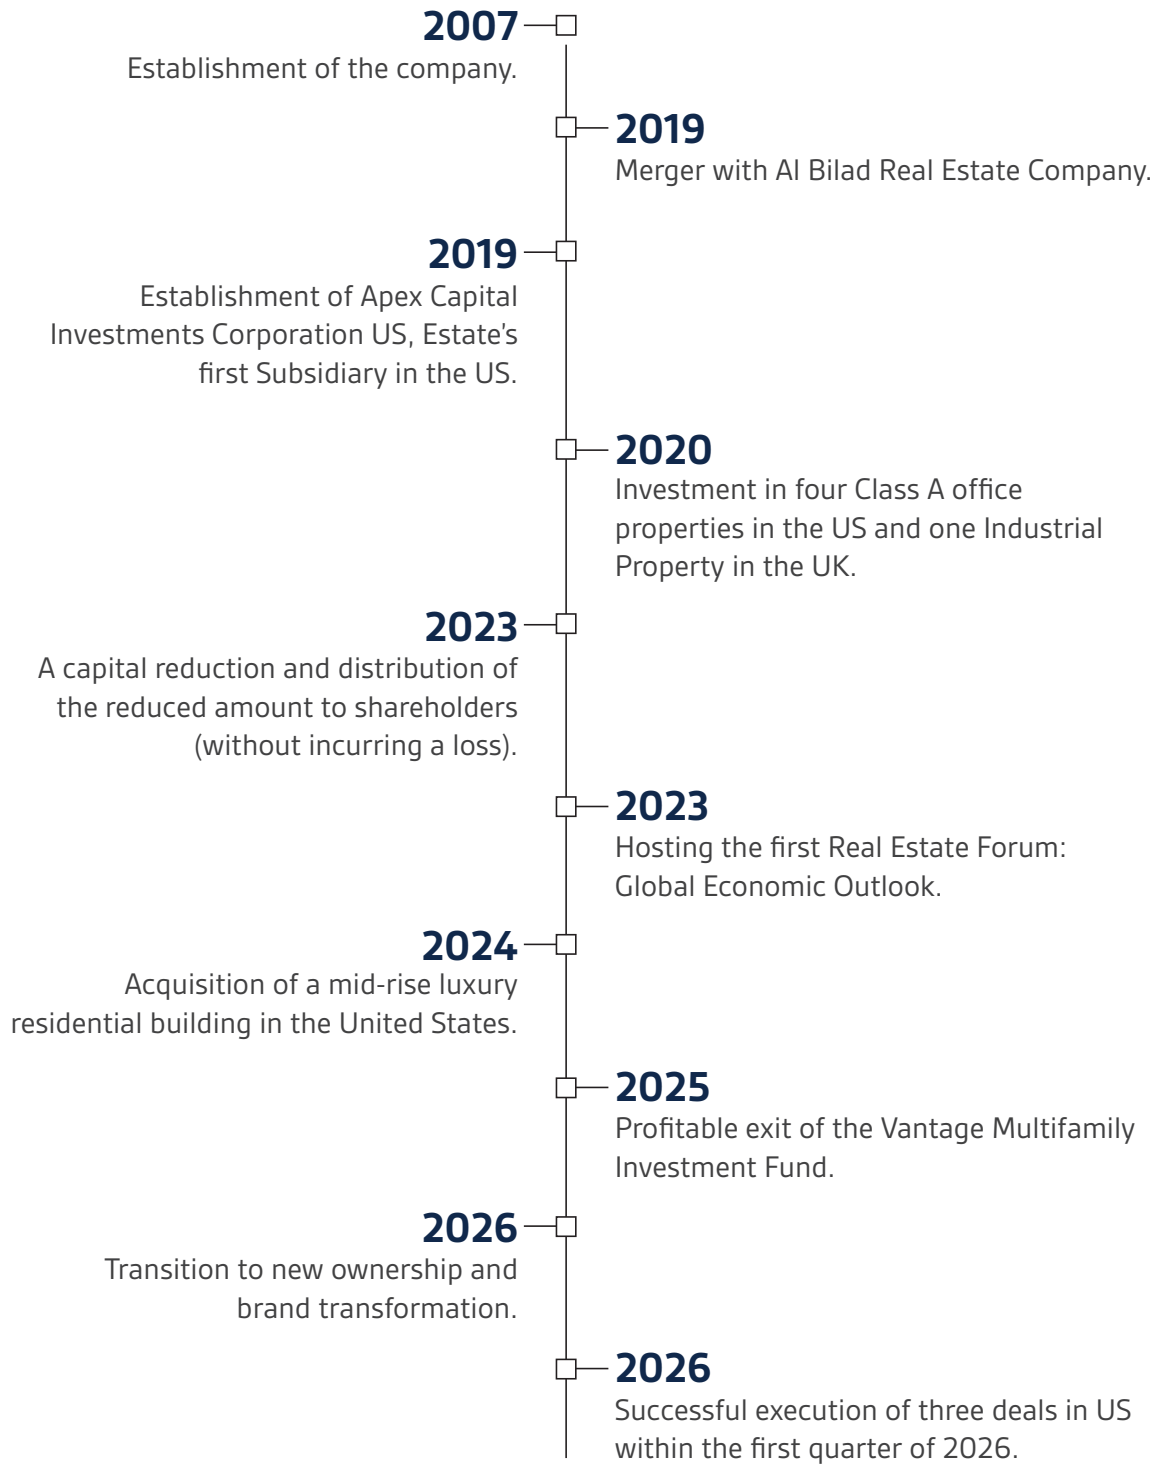 2007
Establishment of the company.
2019
Merger with Al Bilad Real Estate Company.
2019
Establishment of Apex Capital
Investments Corporation US, Estate’s
first Subsidiary in the US.
2020
Investment in four Class A office
properties in the US and one Industrial
Property in the UK.
2023
A capital reduction and distribution of
the reduced amount to shareholders
(without incurring a loss).
2023
Hosting the first Real Estate Forum:
Global Economic Outlook.
2024
Acquisition of a mid-rise luxury
residential building in the United States.
2025
Profitable exit of the Vantage Multifamily
Investment Fund.
2026
Transition to new ownership and
brand transformation.
2026
Successful execution of three deals in US
within the first quarter of 2026.